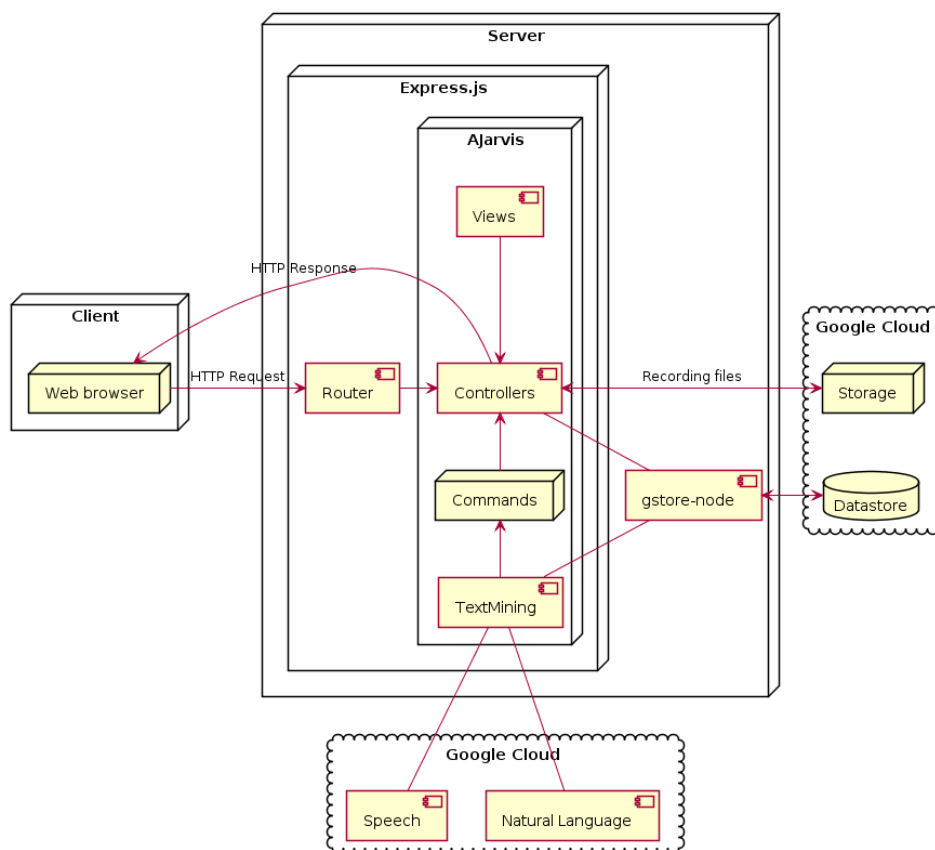 Server
Express.js
AJarvis
Views
HTTP Response
Client
Web browser
HTTP Request
Router
Controllers
Recording files
Google Cloud
Storage
Commands
gstore-node
Datastore
TextMining
Google Cloud
Speech
Natural Language